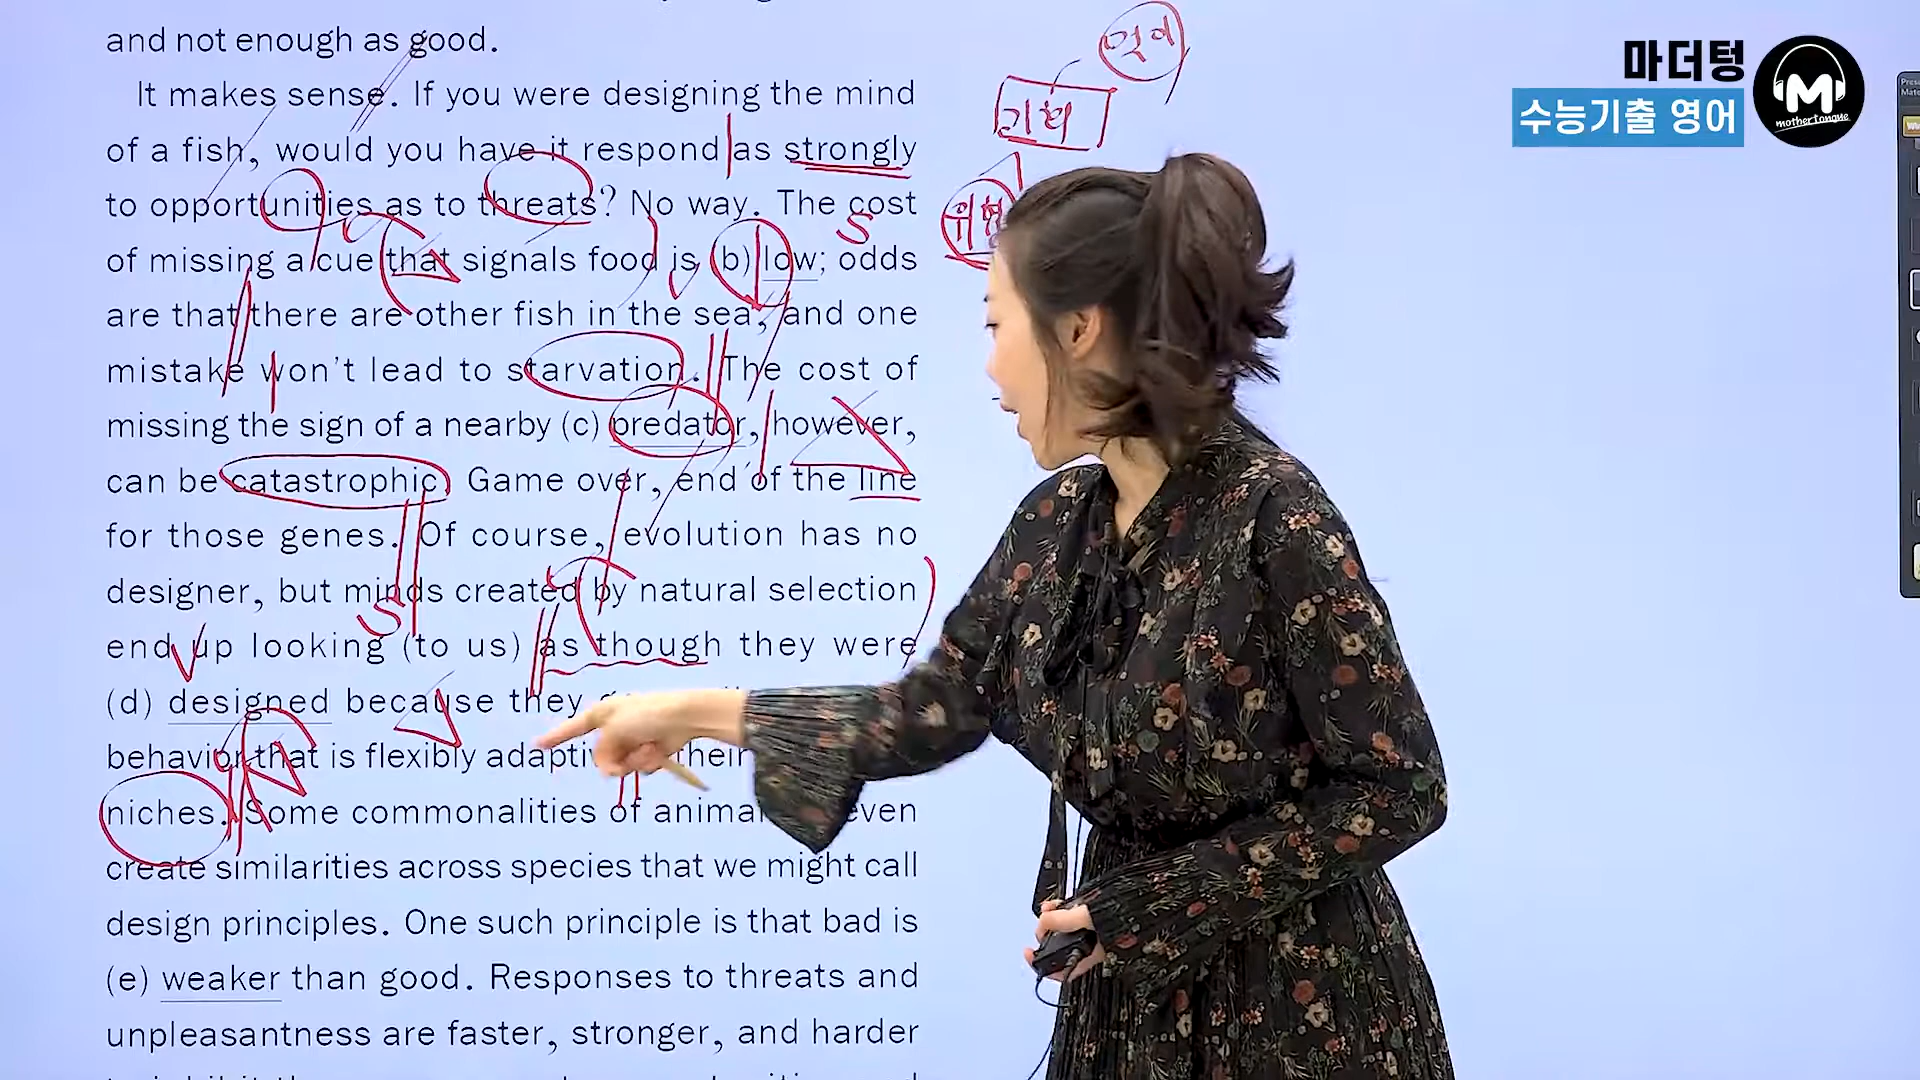 and not enough as good.
It makes sense. If you were designing the mind
of a fish, would you have it respond as strongly
to opportunities as to threats? No way. The cost
of missing a cue that signals food is (b) low; odds
are that there are other fish in the sea, and one
mistake won't lead to starvation. The cost of
missing the sign of a nearby (c) predator, however,
can be catastrophic. Game over, end of the line
for those genes. Of course, evolution has no
designer, but minds created by natural selection
end up looking (to us) as though they were
(d) designed because they
behavior that is flexibly adaptiv their
niches. Some commonalities of animal even
create similarities across species that we might call
design principles. One such principle is that bad is
(e) weaker than good. Responses to threats and
unpleasantness are faster, stronger, and harder
기회
위협
S
S
마더텅
수능기출 영어
M
mothertongue